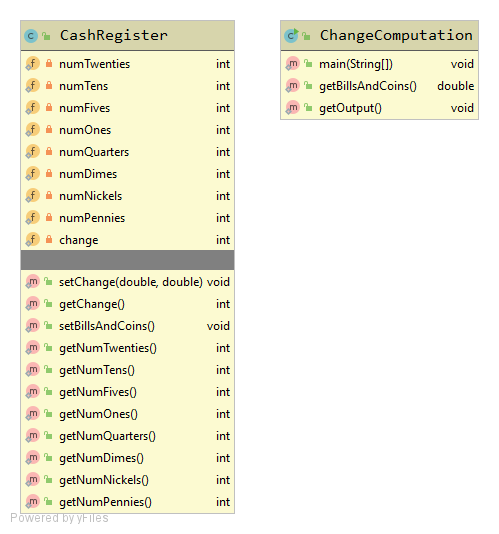 CashRegister
numTwenties int
numTens int
numFives int
numOnes int
numQuarters int
numDimes int
numNickels int
numPennies int
change int
setChange(double, double) void
getChange() int
setBillsAndCoins() void
getNumTwenties() int
getNumTens() int
getNumFives() int
getNumOnes() int
getNumQuarters() int
getNumDimes() int
getNumNickels() int
getNumPennies() int
Powered by yFiles
ChangeComputation
main(String[]) void
getBillsAndCoins() double
getOutput() void